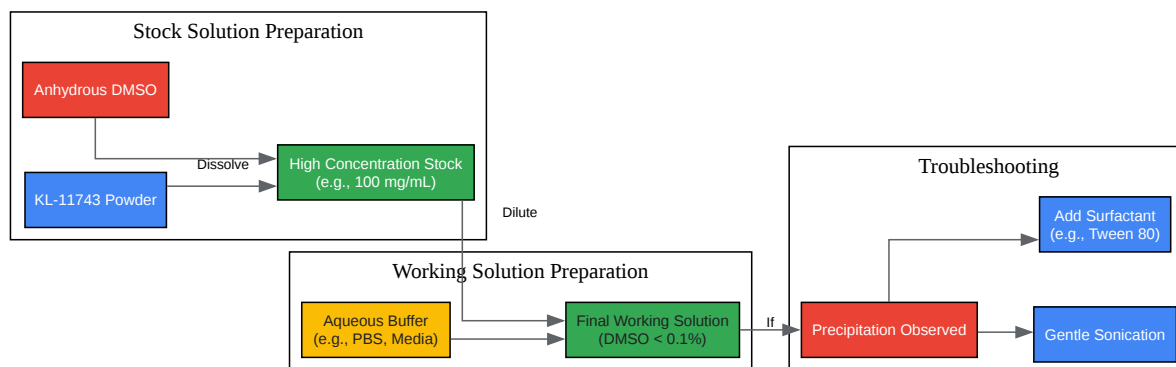 Stock Solution Preparation
Anhydrous DMSO
Dissolve
High Concentration Stock
(e.g., 100 mg/mL)
KL-11743 Powder
Dilute
Working Solution Preparation
Aqueous Buffer
(e.g., PBS, Media)
Final Working Solution
(DMSO < 0.1%)
If
Troubleshooting
Add Surfactant
(e.g., Tween 80)
Precipitation Observed
Gentle Sonication